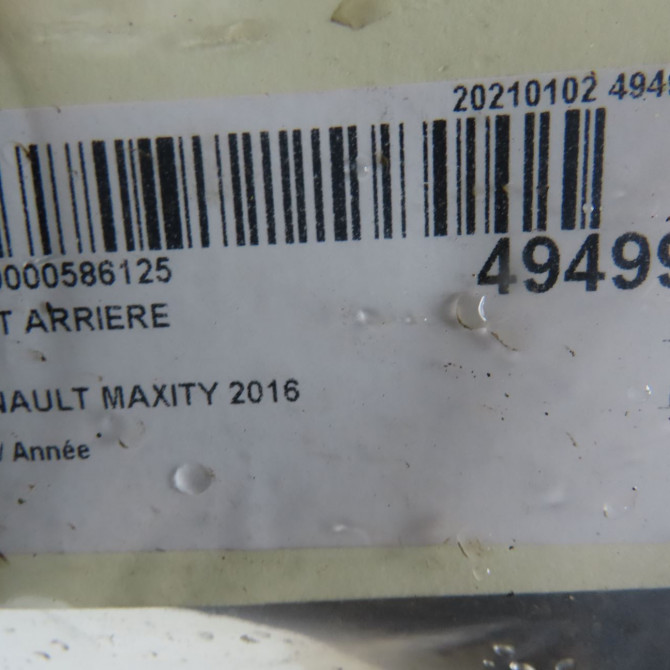 20210102 494
0000586125
49499
T ARRIERE
NAULT MAXITY 2016
/ Année